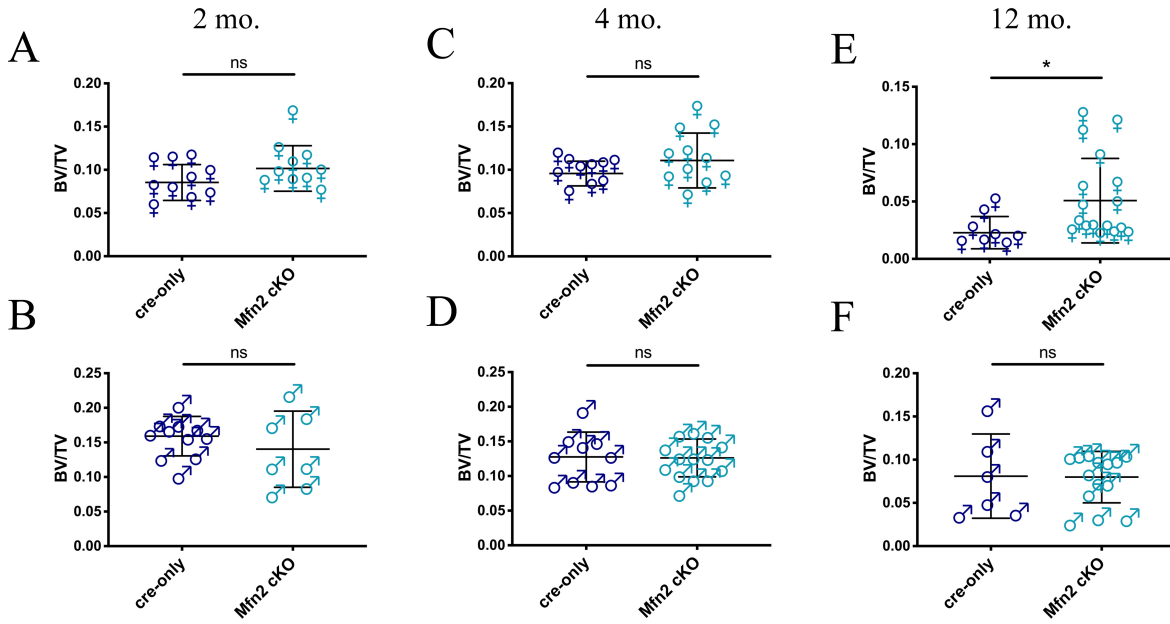 2 mo.
4 mo.
12 mo.
A
ns
BV/TV
0.20
0.15
0.10
0.05
0.00
cre-only
Mfn2 cKO
C
ns
BV/TV
0.20
0.15
0.10
0.05
0.00
cre-only
Mfn2 cKO
E
*
BV/TV
0.15
0.10
0.05
0.00
cre-only
Mfn2 cKO
B
ns
BV/TV
0.25
0.20
0.15
0.10
0.05
0.00
cre-only
Mfn2 cKO
D
ns
BV/TV
0.25
0.20
0.15
0.10
0.05
0.00
cre-only
Mfn2 cKO
F
ns
BV/TV
0.20
0.15
0.10
0.05
0.00
cre-only
Mfn2 cKO